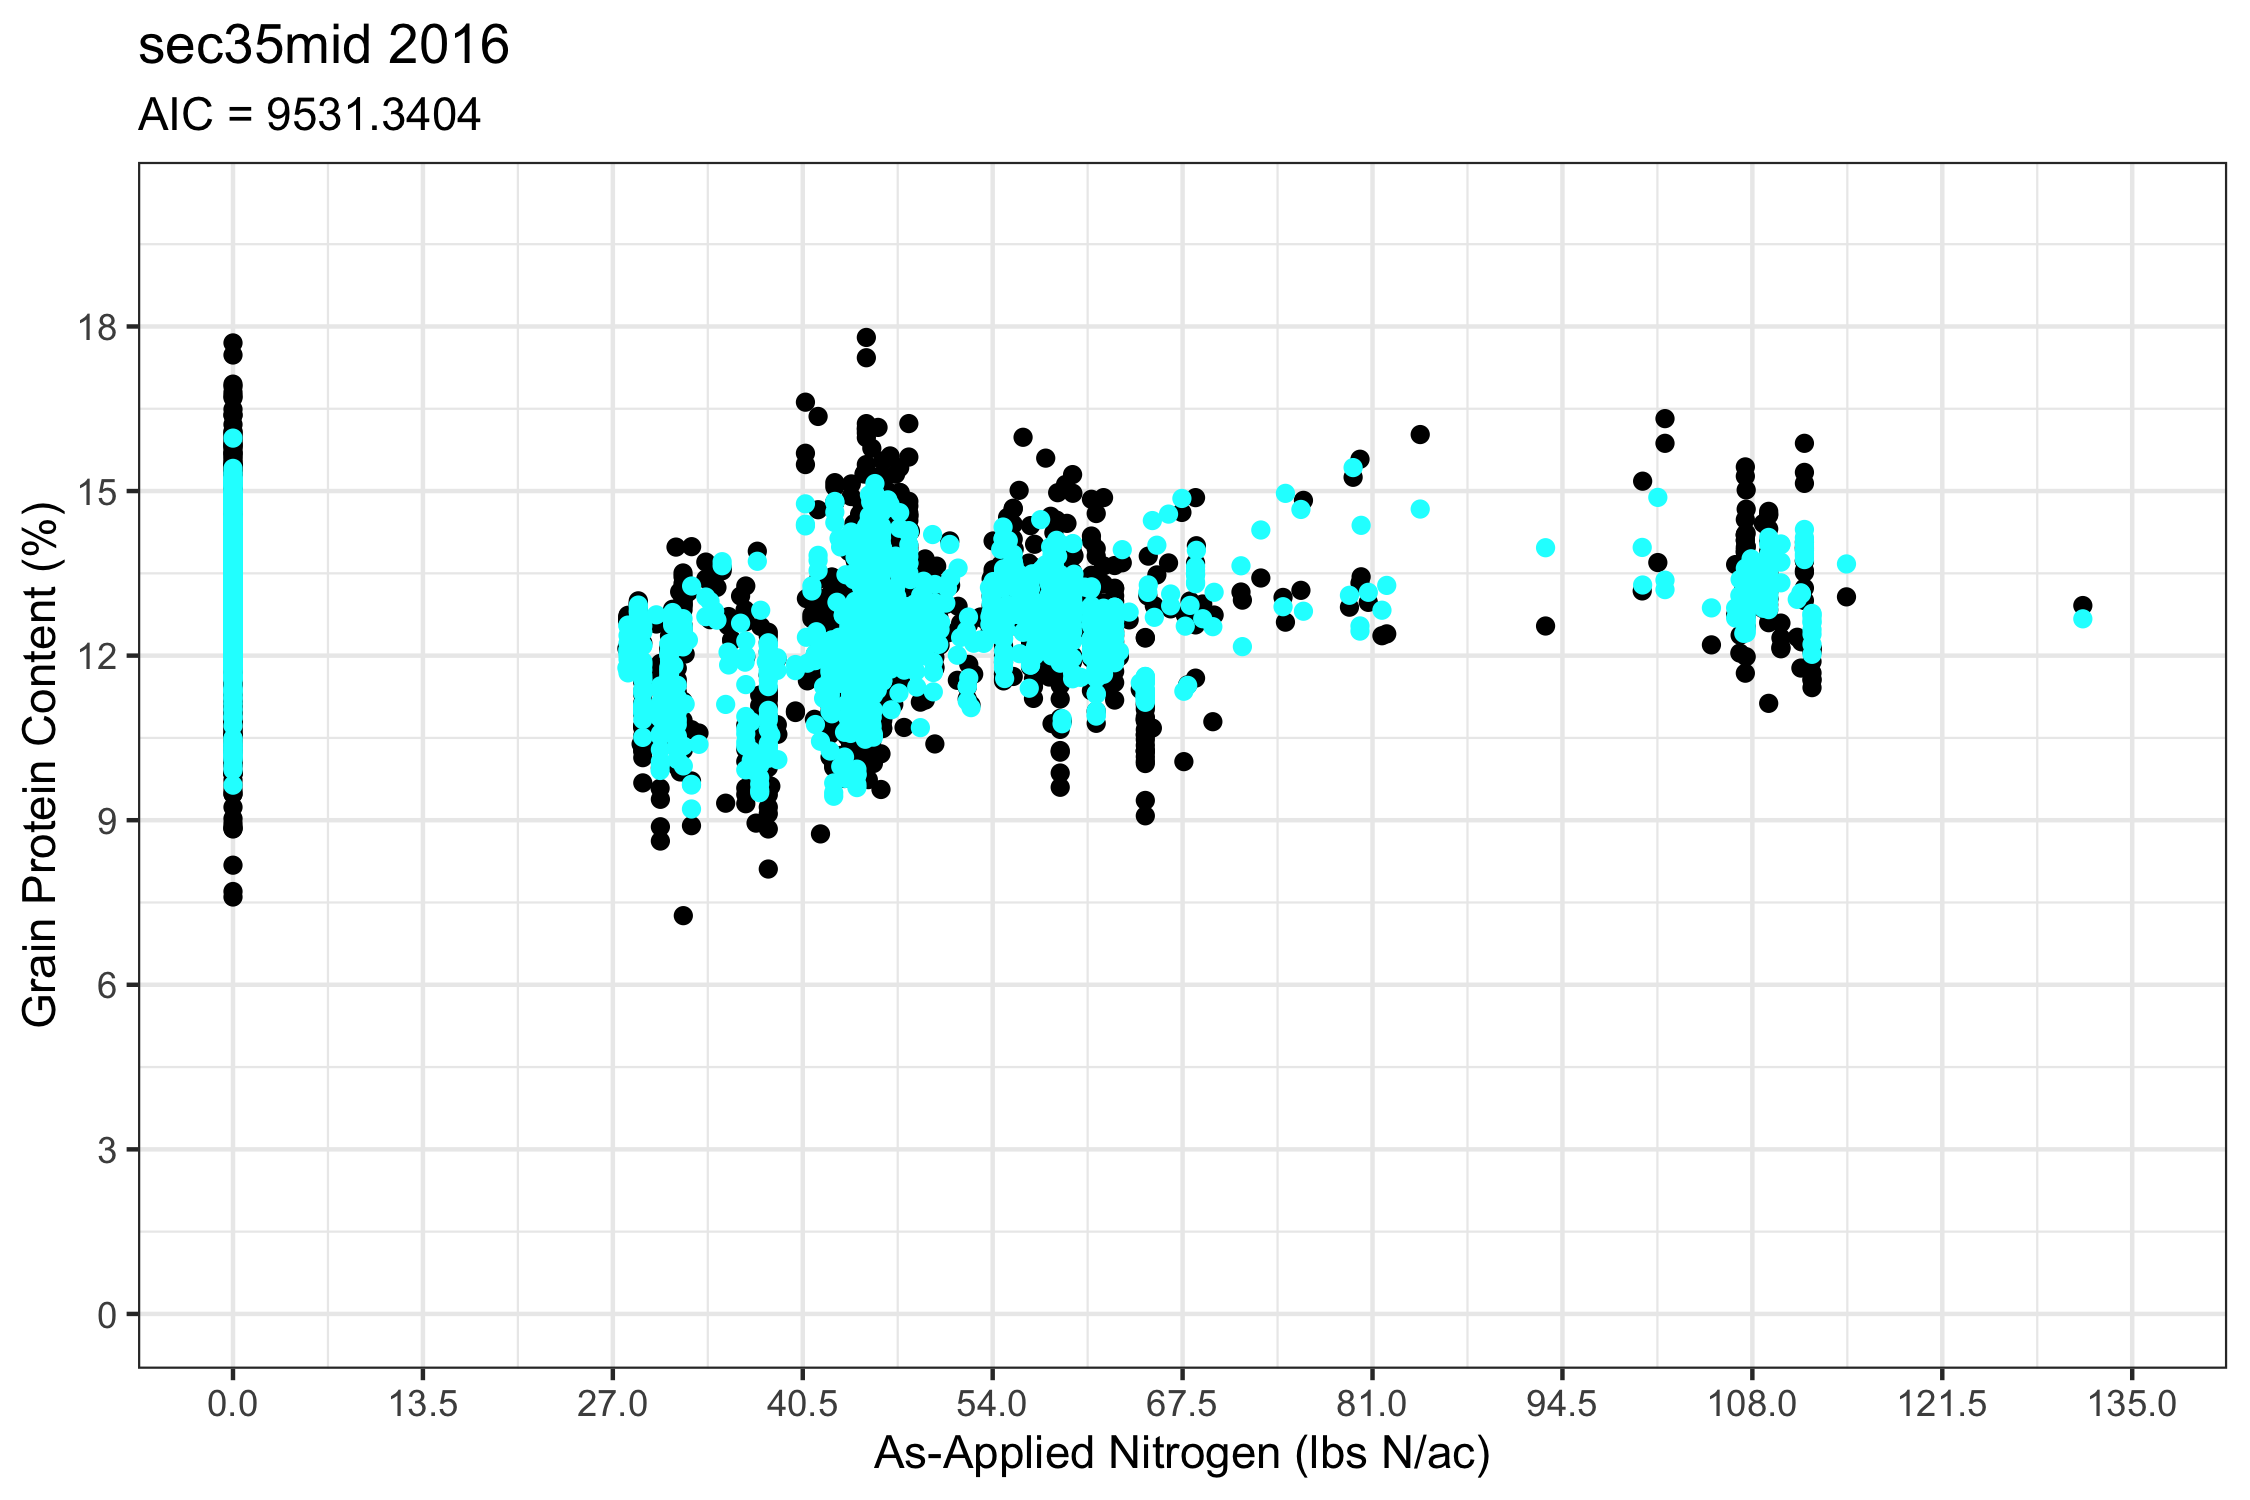 sec35mid 2016
AIC = 9531.3404
Grain Protein Content (%)
18
15
12
9
6
3
0
0.0 13.5 27.0 40.5 54.0 67.5 81.0 94.5 108.0 121.5 135.0
As-Applied Nitrogen (lbs N/ac)